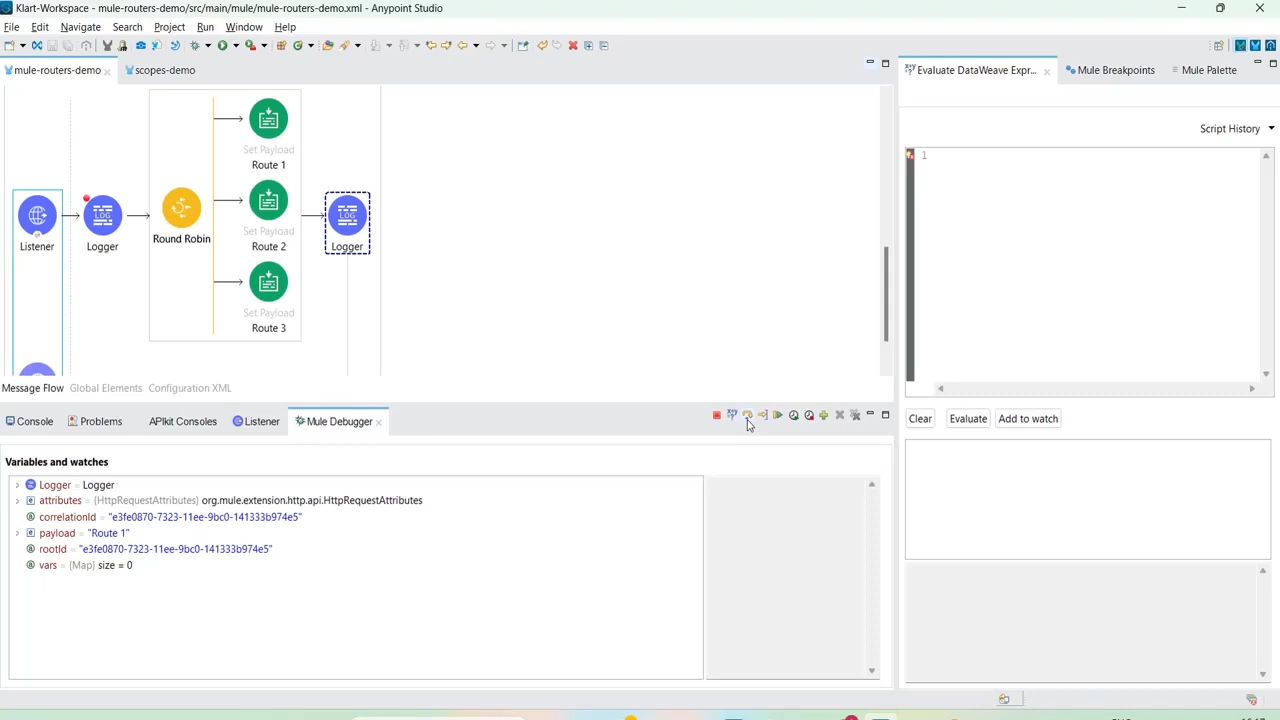 Klart-Workspace - mule-routers-demo/src/main/mule/mule-routers-demo.xml - Anypoint Studio
File Edit Navigate Search Project Run Window Help
mule-routers-demo
scopes-demo
Evaluate DataWeave Expr...
Mule Breakpoints
Mule Palette
Script History
1
Set Payload
Route 1
Set Payload
Route 2
Set Payload
Route 3
LOG
LOG
Listener
Logger
Round Robin
Logger
Message Flow Global Elements Configuration XML
Clear Evaluate Add to watch
Console Problems APIkit Consoles Listener Mule Debugger
Variables and watches
Logger = Logger
attributes = (HttpRequestAttributes) org.mule.extension.http.api.HttpRequestAttributes
correlationId = "e3fe0870-7323-11ee-9bc0-141333b974e5"
payload = "Route 1"
rootId = "e3fe0870-7323-11ee-9bc0-141333b974e5"
vars = (Map) size = 0